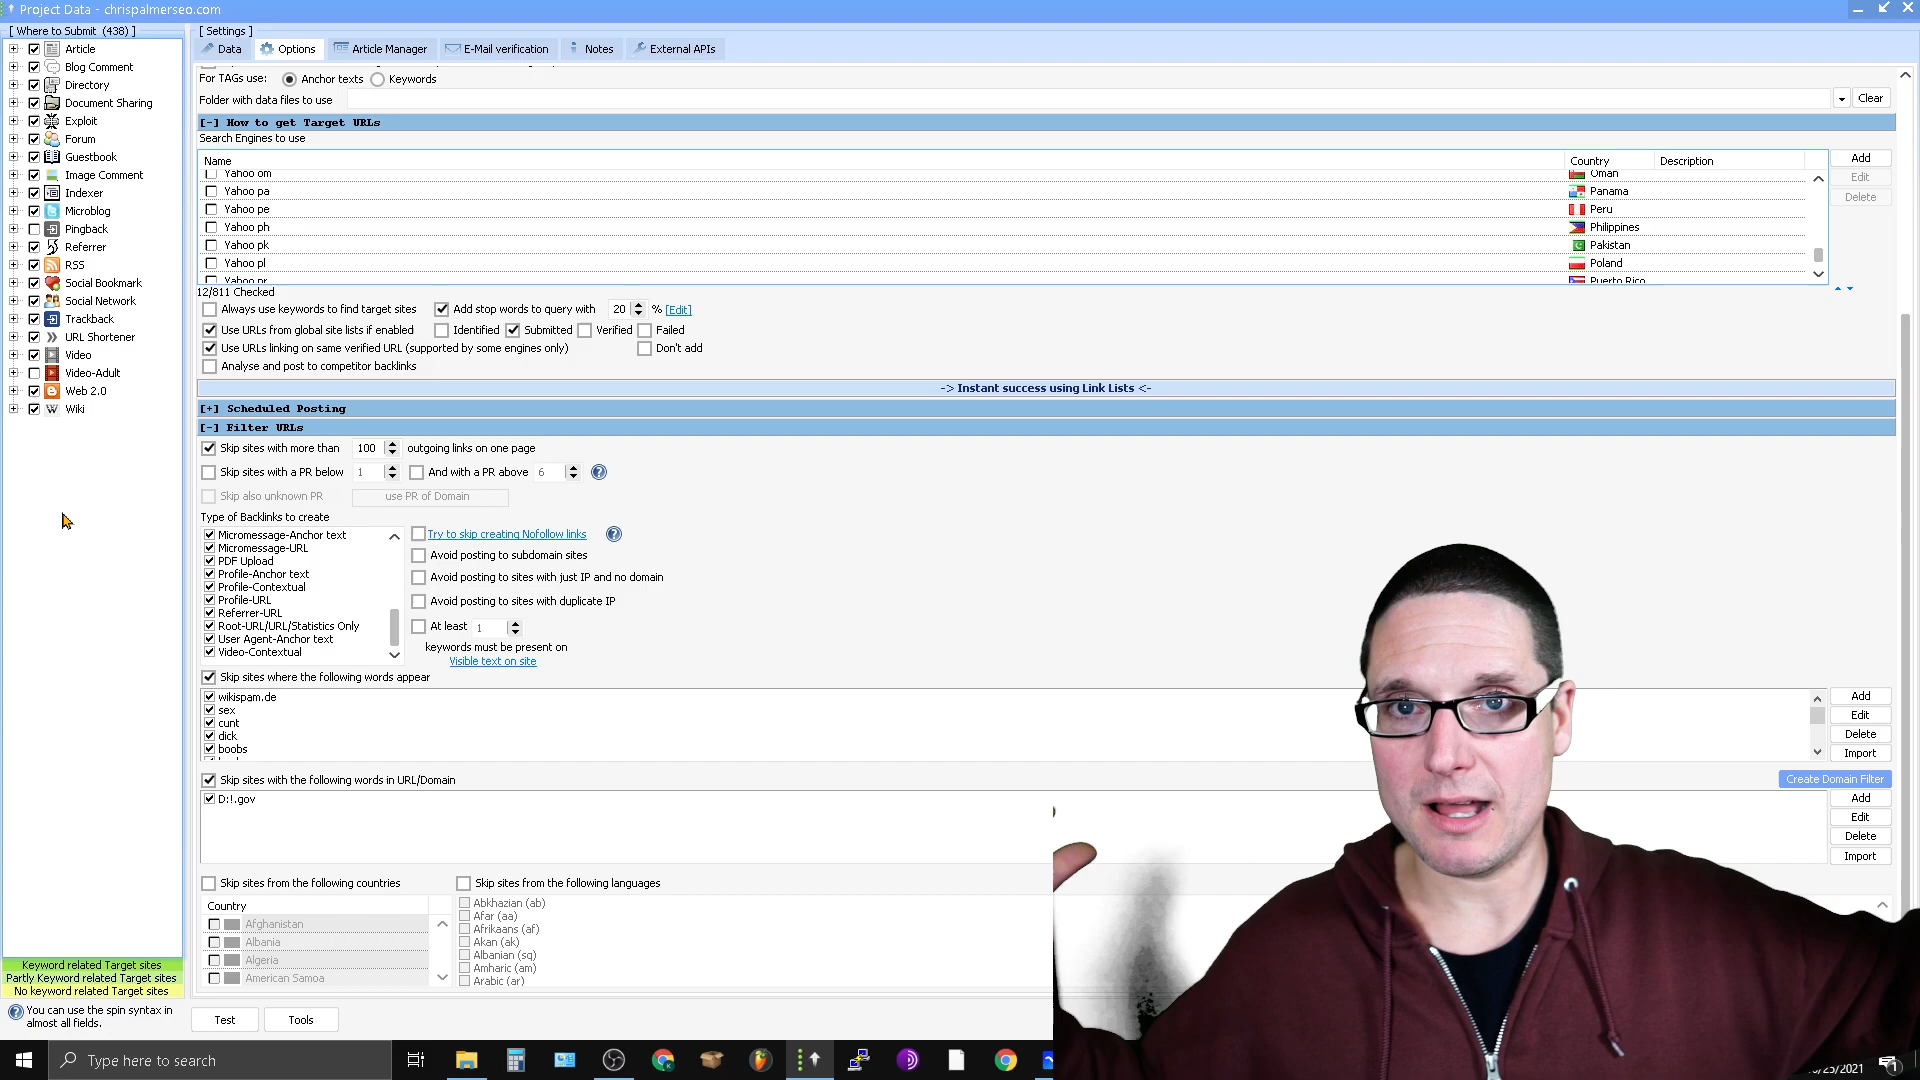 Project Data - chrispalmerseo.com
[ Where to Submit (438) ]
Article
Blog Comment
Directory
Document Sharing
Exploit
Forum
Guestbook
Image Comment
Indexer
Microblog
Pingback
Referrer
RSS
Social Bookmark
Social Network
Trackback
URL Shortener
Video
Video-Adult
Web 2.0
Wiki
Keyword related Target sites
Partly Keyword related Target sites
No keyword related Target sites
You can use the spin syntax in
almost all fields.
[ Settings ]
Data Options Article Manager E-Mail verification Notes External APIs
For TAGs use: Anchor texts Keywords
Folder with data files to use Clear
[-] How to get Target URLs
Search Engines to use
Name Country Description
Yahoo om Oman
Yahoo pa Panama
Yahoo pe Peru
Yahoo ph Philippines
Yahoo pk Pakistan
Yahoo pl Poland
Yahoo pr Puerto Rico
Add
Edit
Delete
12/811 Checked
Always use keywords to find target sites Add stop words to query with 20 % [Edit]
Use URLs from global site lists if enabled Identified Submitted Verified Failed
Use URLs linking on same verified URL (supported by some engines only) Don't add
Analyse and post to competitor backlinks
-> Instant success using Link Lists <-
[+] Scheduled Posting
[-] Filter URLs
Skip sites with more than 100 outgoing links on one page
Skip sites with a PR below 1 And with a PR above 6
Skip also unknown PR use PR of Domain
Type of Backlinks to create
Micromessage-Anchor text
Micromessage-URL
PDF Upload
Profile-Anchor text
Profile-Contextual
Profile-URL
Referrer-URL
Root-URL/URL/Statistics Only
User Agent-Anchor text
Video-Contextual
Try to skip creating Nofollow links
Avoid posting to subdomain sites
Avoid posting to sites with just IP and no domain
Avoid posting to sites with duplicate IP
At least 1
keywords must be present on
Visible text on site
Skip sites where the following words appear
wikispam.de
sex
cunt
dick
boobs
Add
Edit
Delete
Import
Skip sites with the following words in URL/Domain
Create Domain Filter
D:!.gov
Add
Edit
Delete
Import
Skip sites from the following countries
Country
Afghanistan
Albania
Algeria
American Samoa
Skip sites from the following languages
Abkhazian (ab)
Afar (aa)
Afrikaans (af)
Akan (ak)
Albanian (sq)
Amharic (am)
Arabic (ar)
Test Tools
Type here to search
/25/2021
1